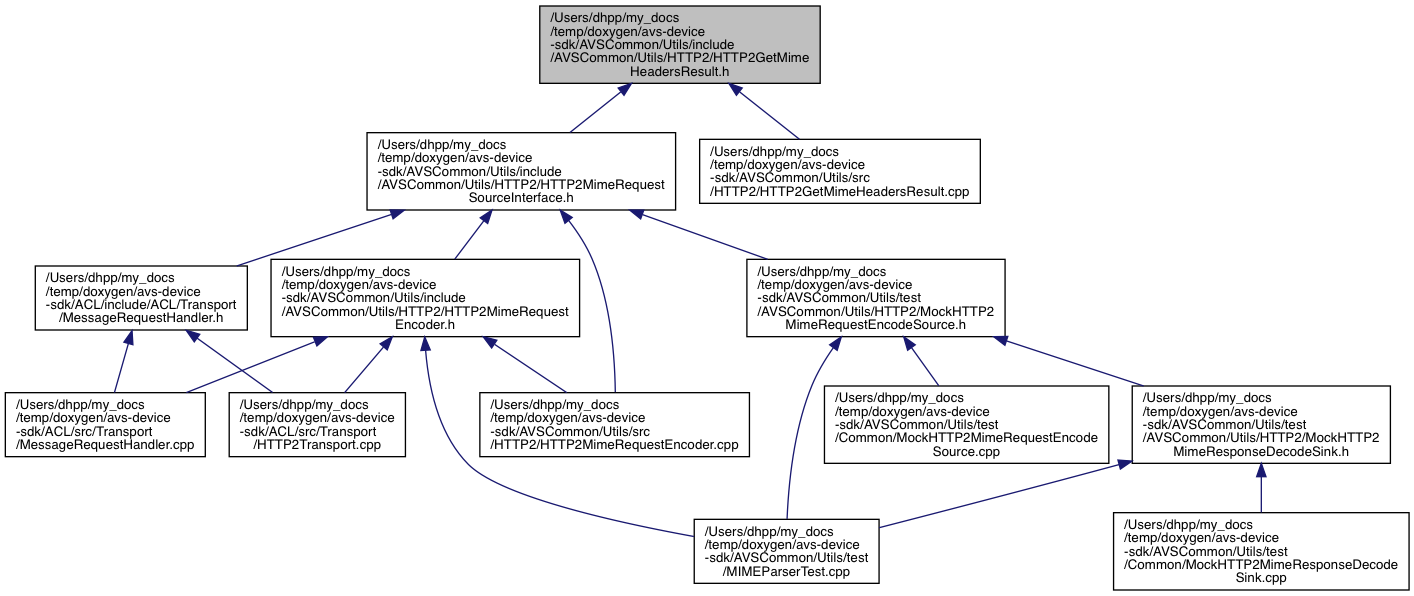 /Users/dhpp/my_docs
/temp/doxygen/avs-device
-sdk/AVSCommon/Utils/include
/AVSCommon/Utils/HTTP2/HTTP2GetMime
HeadersResult.h
/Users/dhpp/my_docs
/temp/doxygen/avs-device
-sdk/AVSCommon/Utils/include
/AVSCommon/Utils/HTTP2/HTTP2MimeRequest
SourceInterface.h
/Users/dhpp/my_docs
/temp/doxygen/avs-device
-sdk/AVSCommon/Utils/src
/HTTP2/HTTP2GetMimeHeadersResult.cpp
/Users/dhpp/my_docs
/temp/doxygen/avs-device
-sdk/ACL/include/ACL/Transport
/MessageRequestHandler.h
/Users/dhpp/my_docs
/temp/doxygen/avs-device
-sdk/AVSCommon/Utils/include
/AVSCommon/Utils/HTTP2/HTTP2MimeRequest
Encoder.h
/Users/dhpp/my_docs
/temp/doxygen/avs-device
-sdk/AVSCommon/Utils/test
/AVSCommon/Utils/HTTP2/MockHTTP2
MimeRequestEncodeSource.h
/Users/dhpp/my_docs
/temp/doxygen/avs-device
-sdk/ACL/src/Transport
/MessageRequestHandler.cpp
/Users/dhpp/my_docs
/temp/doxygen/avs-device
-sdk/ACL/src/Transport
/HTTP2Transport.cpp
/Users/dhpp/my_docs
/temp/doxygen/avs-device
-sdk/AVSCommon/Utils/src
/HTTP2/HTTP2MimeRequestEncoder.cpp
/Users/dhpp/my_docs
/temp/doxygen/avs-device
-sdk/AVSCommon/Utils/test
/Common/MockHTTP2MimeRequestEncode
Source.cpp
/Users/dhpp/my_docs
/temp/doxygen/avs-device
-sdk/AVSCommon/Utils/test
/AVSCommon/Utils/HTTP2/MockHTTP2
MimeResponseDecodeSink.h
/Users/dhpp/my_docs
/temp/doxygen/avs-device
-sdk/AVSCommon/Utils/test
/MIMEParserTest.cpp
/Users/dhpp/my_docs
/temp/doxygen/avs-device
-sdk/AVSCommon/Utils/test
/Common/MockHTTP2MimeResponseDecode
Sink.cpp